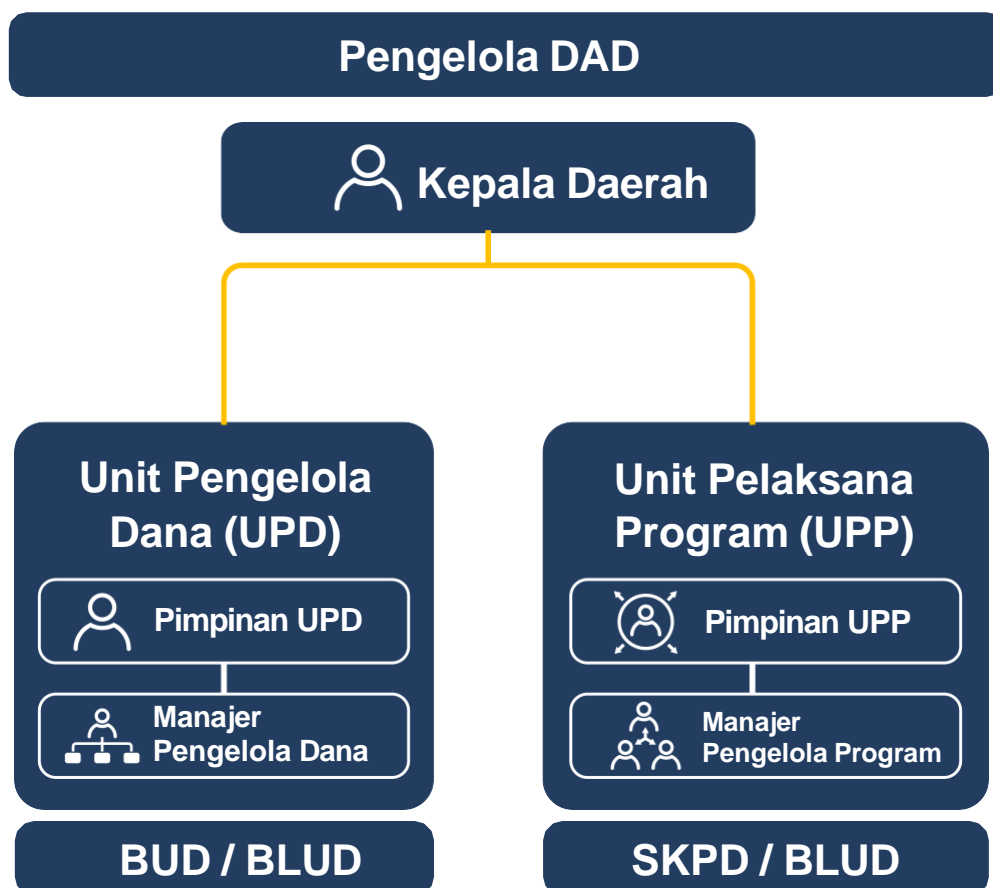 Pengelola DAD
Kepala Daerah
Unit Pengelola
Dana (UPD)
Pimpinan UPD
Manajer
Pengelola Dana
BUD / BLUD
Unit Pelaksana
Program (UPP)
Pimpinan UPP
Manajer
Pengelola Program
SKPD / BLUD